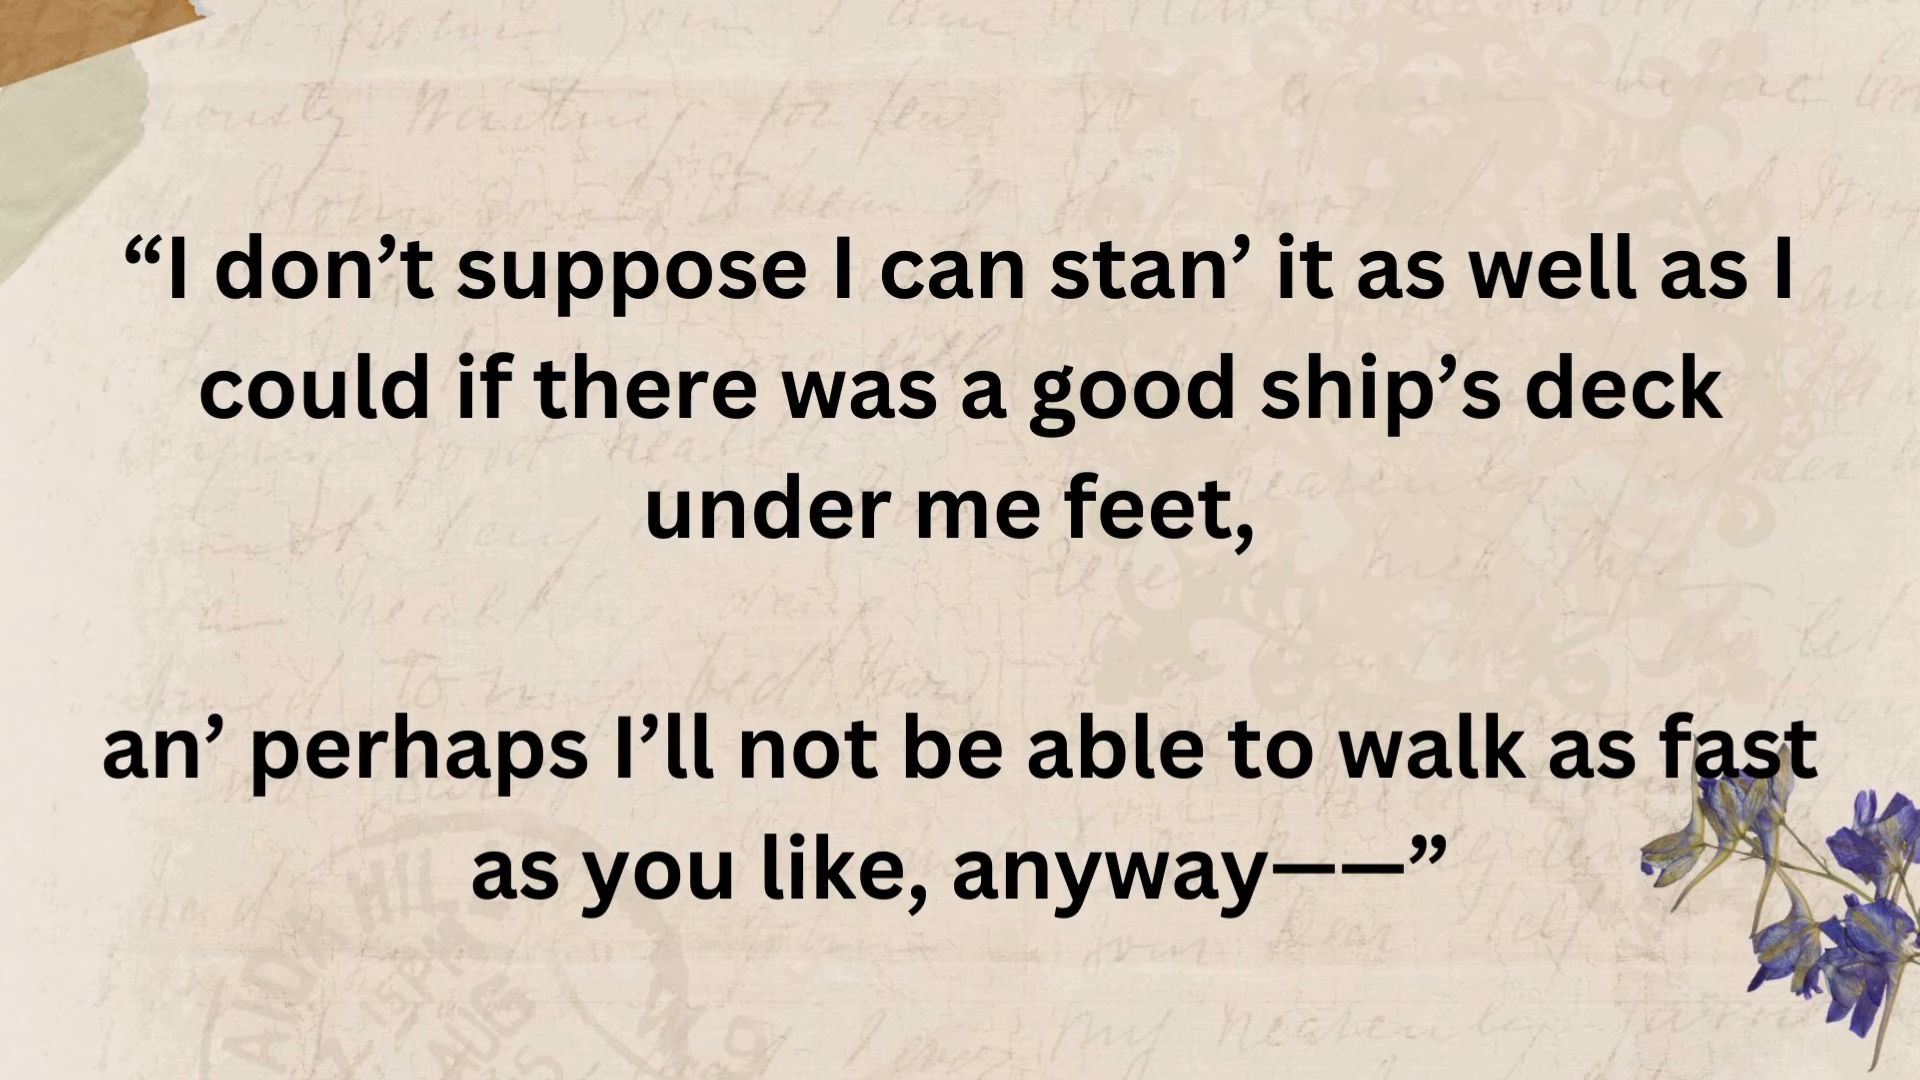 “I don’t suppose I can stan’ it as well as I
could if there was a good ship’s deck
under me feet,
an’ perhaps I’ll not be able to walk as fast
as you like, anyway——”